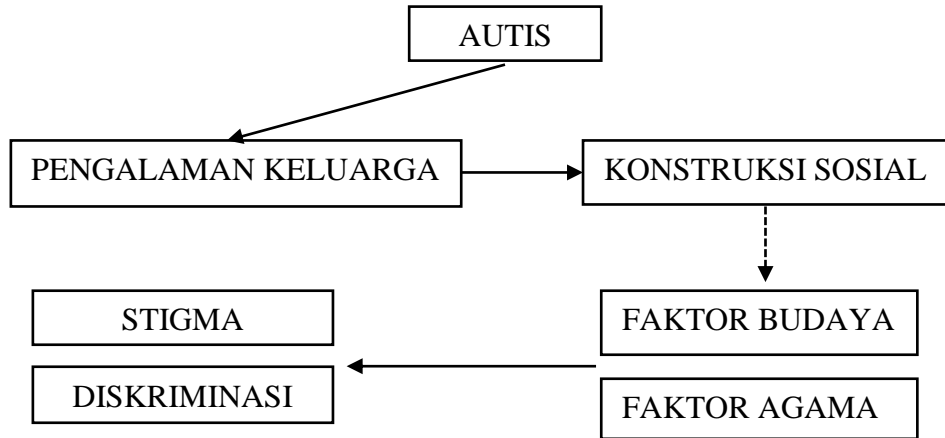 AUTIS
PENGALAMAN KELUARGA
KONSTRUKSI SOSIAL
STIGMA
FAKTOR BUDAYA
DISKRIMINASI
FAKTOR AGAMA